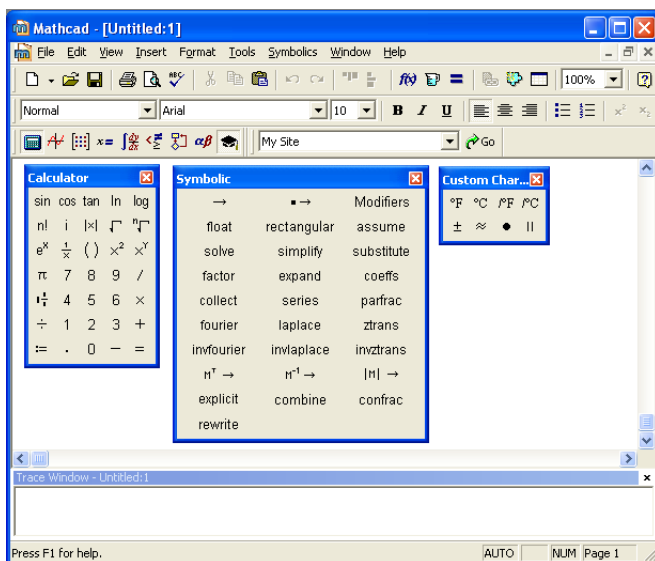 Mathcad - [Untitled:1]
File Edit View Insert Format Tools Symbolics Window Help
100%
Normal Arial 10 B I U
My Site Go
Calculator
sin cos tan ln log
n! i |×| √ ⁿ√
eˣ 1/x ( ) ×² ×ʸ
π 7 8 9 /
4 5 6 ×
÷ 1 2 3 +
:= . 0 − =
Symbolic
→ ▪→ Modifiers
float rectangular assume
solve simplify substitute
factor expand coeffs
collect series parfrac
fourier laplace ztrans
invfourier invlaplace invztrans
Mᵀ → M⁻¹ → |M| →
explicit combine confrac
rewrite
Custom Char...
°F °C /°F /°C
± ≈ ● ||
Trace Window - Untitled:1
Press F1 for help. AUTO NUM Page 1